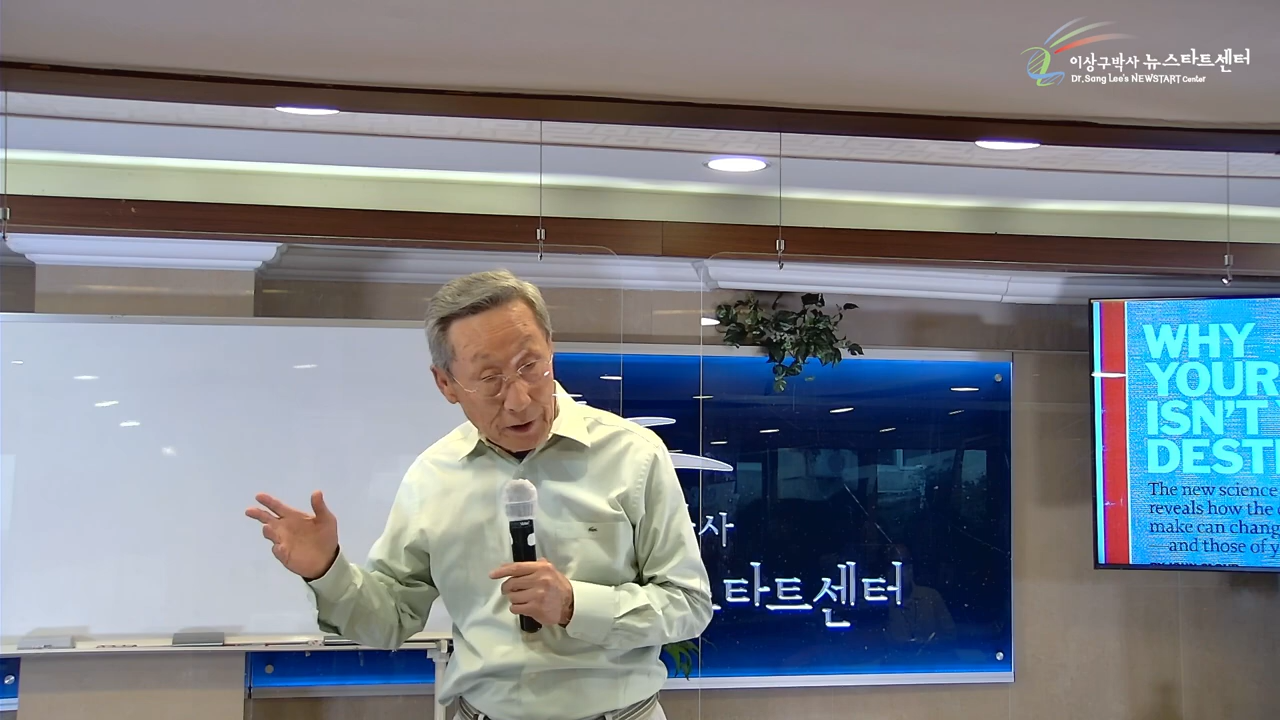 이상구박사 뉴스타트센터
Dr. Sang Lee's NEWSTART Center
WHY
YOUR
ISN'T
DEST
The new science
reveals how the
make can chang
and those of y
사
타트센터